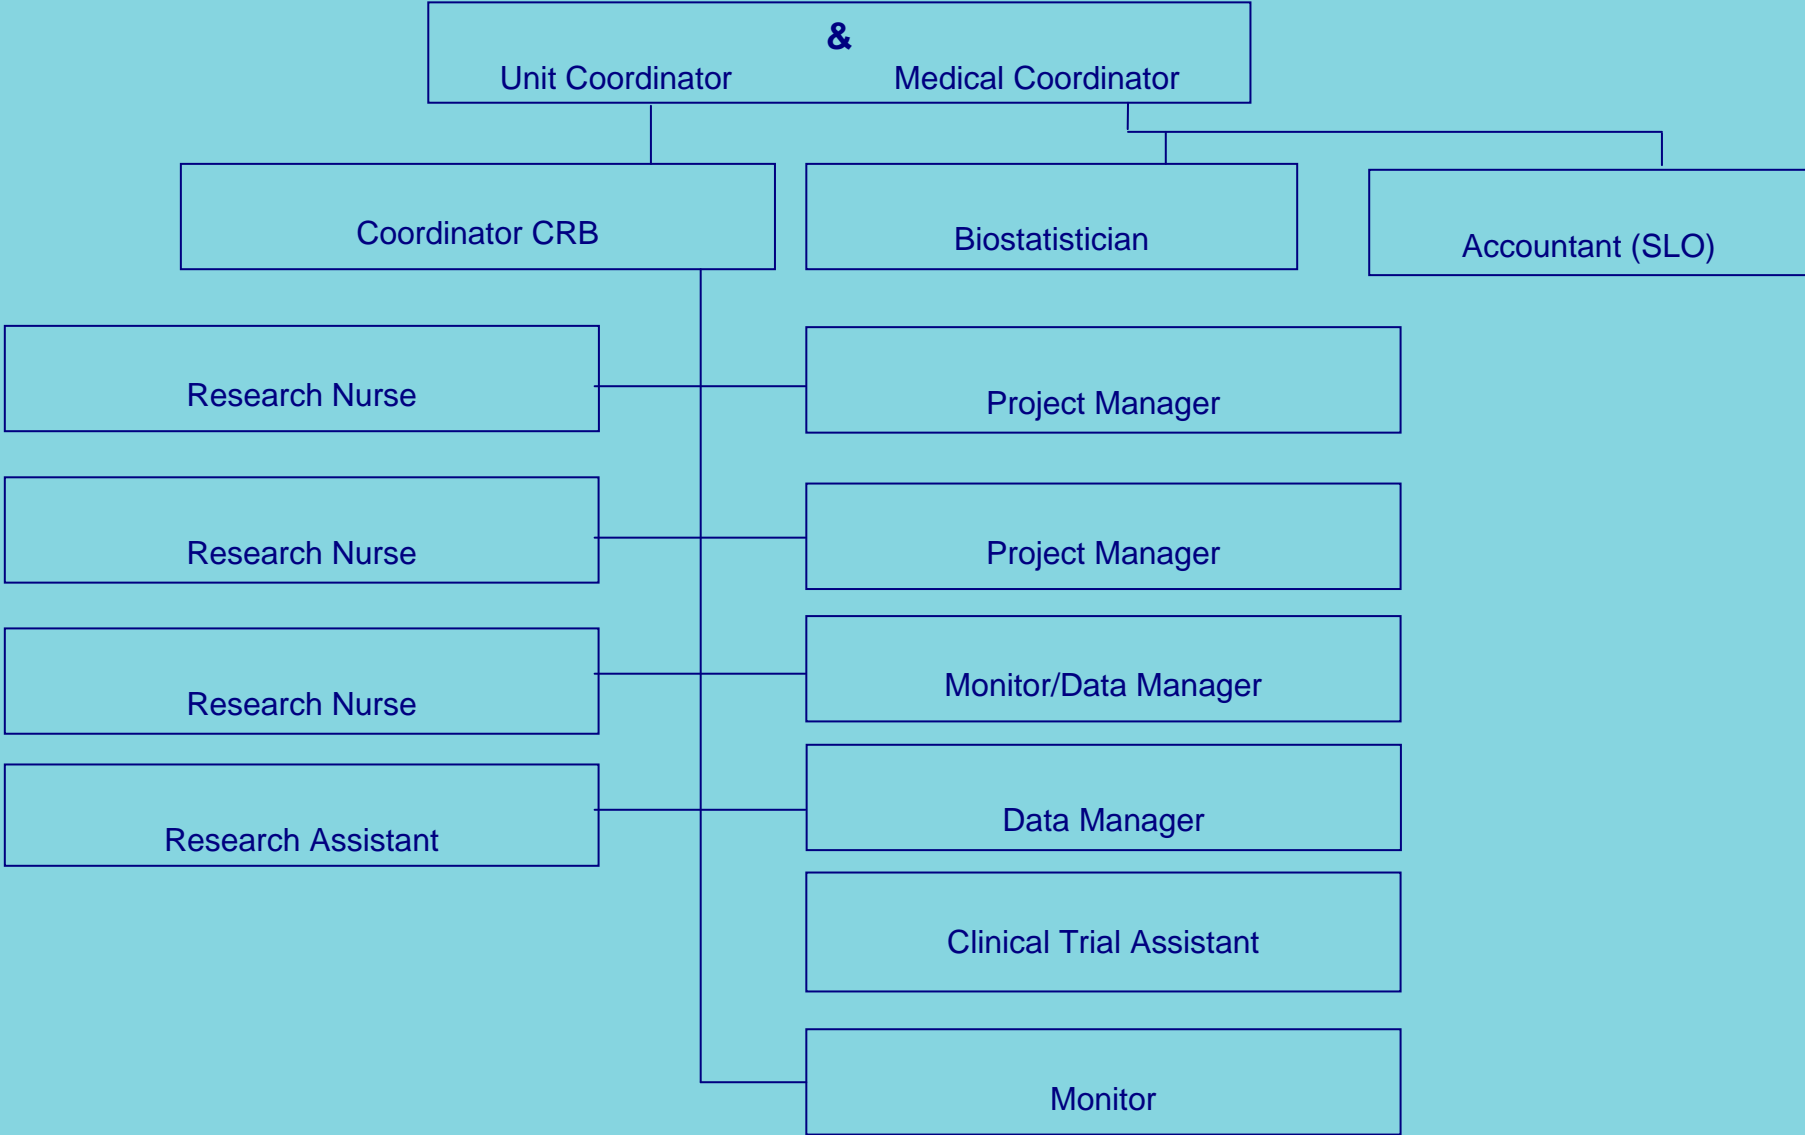 &
Unit Coordinator Medical Coordinator
Coordinator CRB
Biostatistician
Accountant (SLO)
Research Nurse
Project Manager
Research Nurse
Project Manager
Research Nurse
Monitor/Data Manager
Research Assistant
Data Manager
Clinical Trial Assistant
Monitor